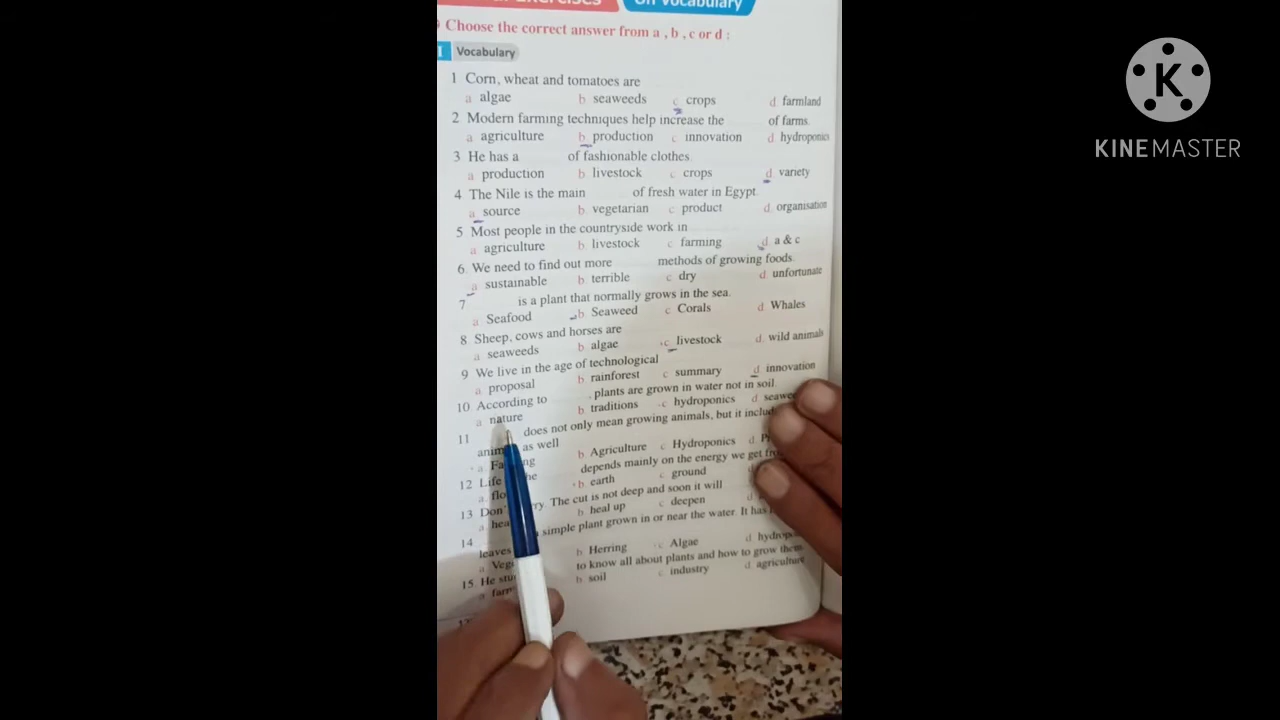 On Vocabulary
Choose the correct answer from a , b , c or d :
1 Vocabulary
1 Corn, wheat and tomatoes are
a algae b seaweeds c crops d farmland
2 Modern farming techniques help increase the of farms.
a agriculture b production c innovation d hydroponics
3 He has a of fashionable clothes.
a production b livestock c crops d variety
4 The Nile is the main of fresh water in Egypt.
a source b vegetarian c product d organisation
5 Most people in the countryside work in
a agriculture b livestock c farming d a & c
6 We need to find out more methods of growing foods.
a sustainable b terrible c dry d unfortunate
7 is a plant that normally grows in the sea.
a Seafood b Seaweed c Corals d Whales
8 Sheep, cows and horses are
a seaweeds b algae c livestock d wild animals
9 We live in the age of technological
a proposal b rainforest c summary d innovation
10 According to , plants are grown in water not in soil.
a nature b traditions c hydroponics d
11 does not only mean growing animals, but it
as well
a b Agriculture c Hydroponics d
12 Life depends mainly on the energy we get
a b earth c ground
13 The cut is not deep and soon it will
a b heal up c deepen d
14 simple plant grown in or near the water. It has
leaves
a b Herring c Algae d
15 He to know all about plants and how to grow them
a b soil c industry d agriculture
K
KINEMASTER